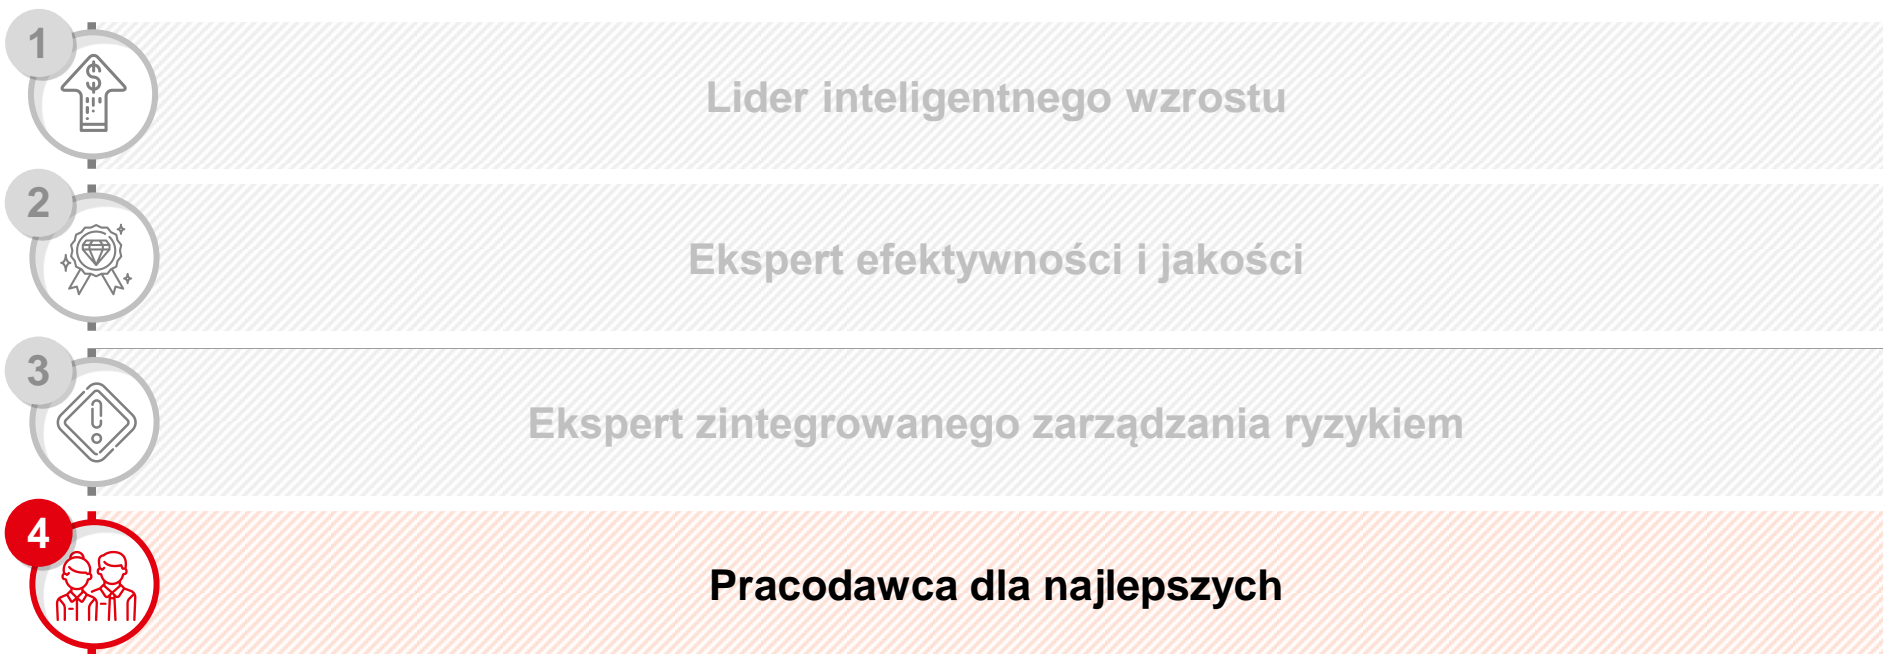 1
Lider inteligentnego wzrostu
2
Ekspert efektywności i jakości
3
Ekspert zintegrowanego zarządzania ryzykiem
4
Pracodawca dla najlepszych